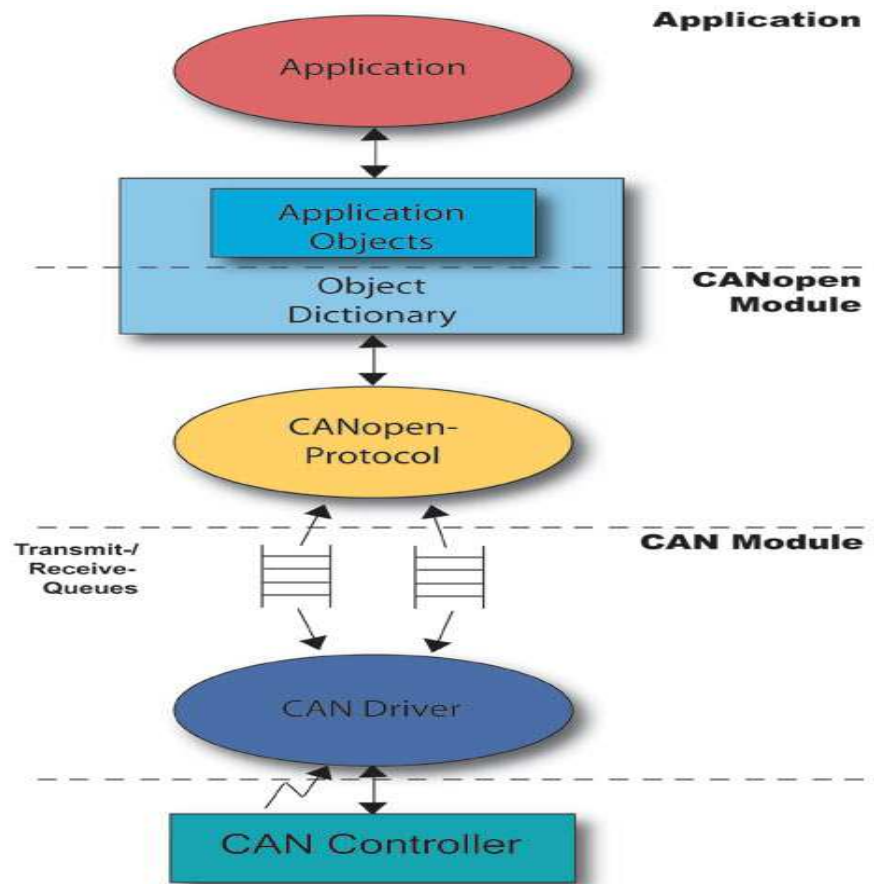 Application
Application
Application
Objects
Object
Dictionary
CANopen
Module
CANopen-
Protocol
CAN Module
Transmit-/
Receive-
Queues
CAN Driver
CAN Controller